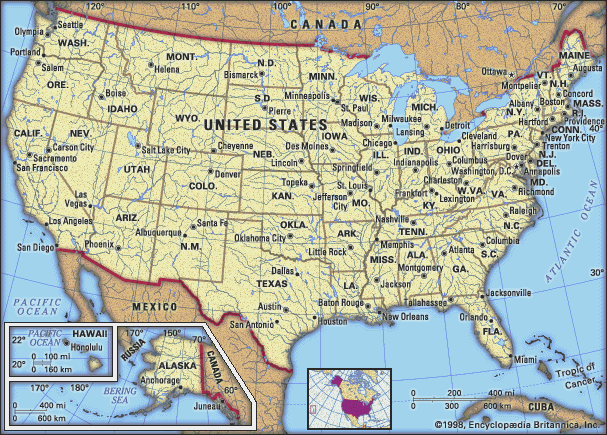 120°
110°
100°
90°
80°
70°
60°
CANADA
Seattle
Olympia
WASH.
Portland
Salem
ORE.
MONT.
Helena
N.D.
Bismarck
MINN.
Minneapolis
St. Paul
Boise
IDAHO
WYO.
S.D.
Pierre
WIS.
Madison
Milwaukee
MICH.
Lansing
Detroit
Ottawa
MAINE
Augusta
VT.
N.H.
Montpelier
Concord
Albany
Boston
MASS.
N.Y.
Hartford
R.I.
Providence
CONN.
40°
New York City
Trenton
N.J.
DEL.
Dover
Annapolis
MD.
PA.
Harrisburg
Cleveland
Washington, D.C.
UNITED STATES
CALIF.
NEV.
Carson City
Sacramento
San Francisco
Salt Lake City
UTAH
Cheyenne
NEB.
Lincoln
Des Moines
IOWA
ILL.
Springfield
IND.
Indianapolis
OHIO
Columbus
Charleston
W.VA.
VA.
Richmond
Denver
COLO.
Topeka
KAN.
St. Louis
Jefferson
City
MO.
Frankfort
Lexington
KY.
Las
Vegas
Los Angeles
San Diego
ARIZ.
Phoenix
Santa Fe
Albuquerque
N.M.
OKLA.
Oklahoma City
ARK.
Little Rock
Nashville
TENN.
Memphis
Raleigh
N.C.
Columbia
S.C.
Atlanta
GA.
ALA.
Montgomery
MISS.
Jackson
Dallas
TEXAS
LA.
Baton Rouge
New Orleans
Austin
San Antonio
Houston
Tallahassee
Jacksonville
Orlando
FLA.
Miami
ATLANTIC OCEAN
40°
30°
30°
PACIFIC
OCEAN
MEXICO
Tropic of
Cancer
CUBA
PACIFIC
OCEAN
HAWAII
22°
Honolulu
20°
0 100 mi
0 160 km
170°
150°
70°
RUSSIA
CANADA
ALASKA
Anchorage
BERING
SEA
Juneau
60°
170°
180°
0 400 mi
0 600 km
0 200 400 mi
0 300 600 km
©1998, Encyclopædia Britannica, Inc.